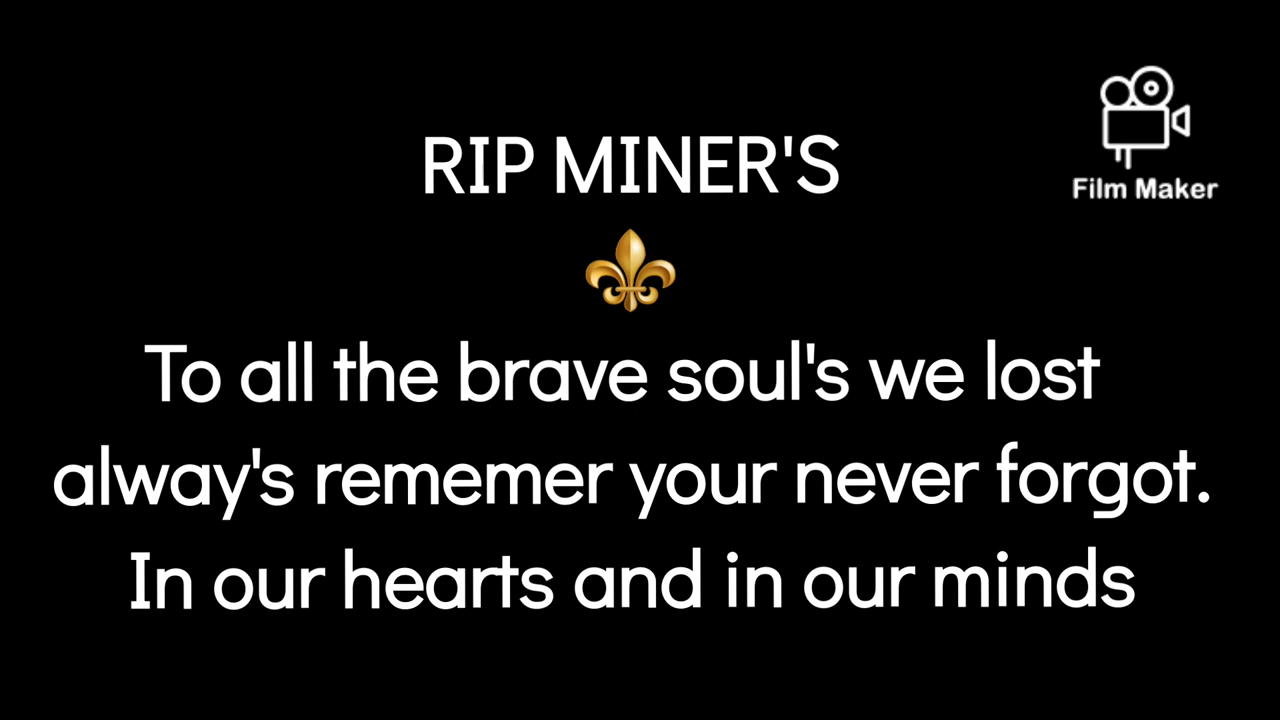 RIP MINER'S
Film Maker
To all the brave soul's we lost
alway's rememer your never forgot.
In our hearts and in our minds